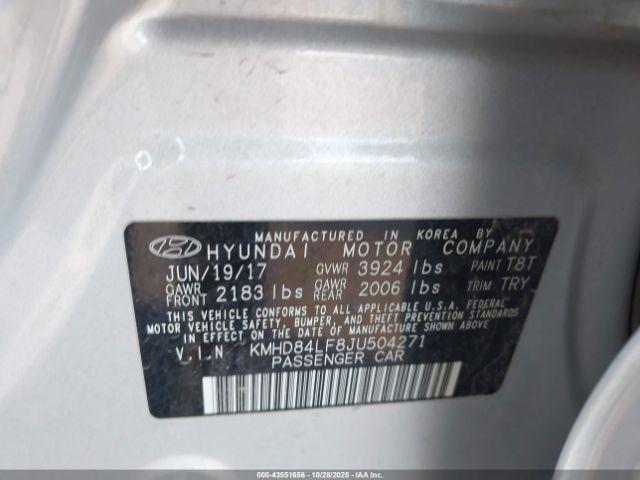 MANUFACTURED IN KOREA BY
HYUNDAI MOTOR COMPANY
JUN/19/17 GVWR 3924 lbs PAINT T8T
GAWR FRONT 2183 lbs GAWR REAR 2006 lbs TRIM TRY
THIS VEHICLE CONFORMS TO ALL APPLICABLE U.S.A. FEDERAL
MOTOR VEHICLE SAFETY, BUMPER, AND THEFT PREVENTION STANDARDS
IN EFFECT ON THE DATE OF MANUFACTURE SHOWN ABOVE.
V.I.N KMHD84LF8JU504271
PASSENGER CAR
000-43551656 | 10/28/2025 | IAA Inc.